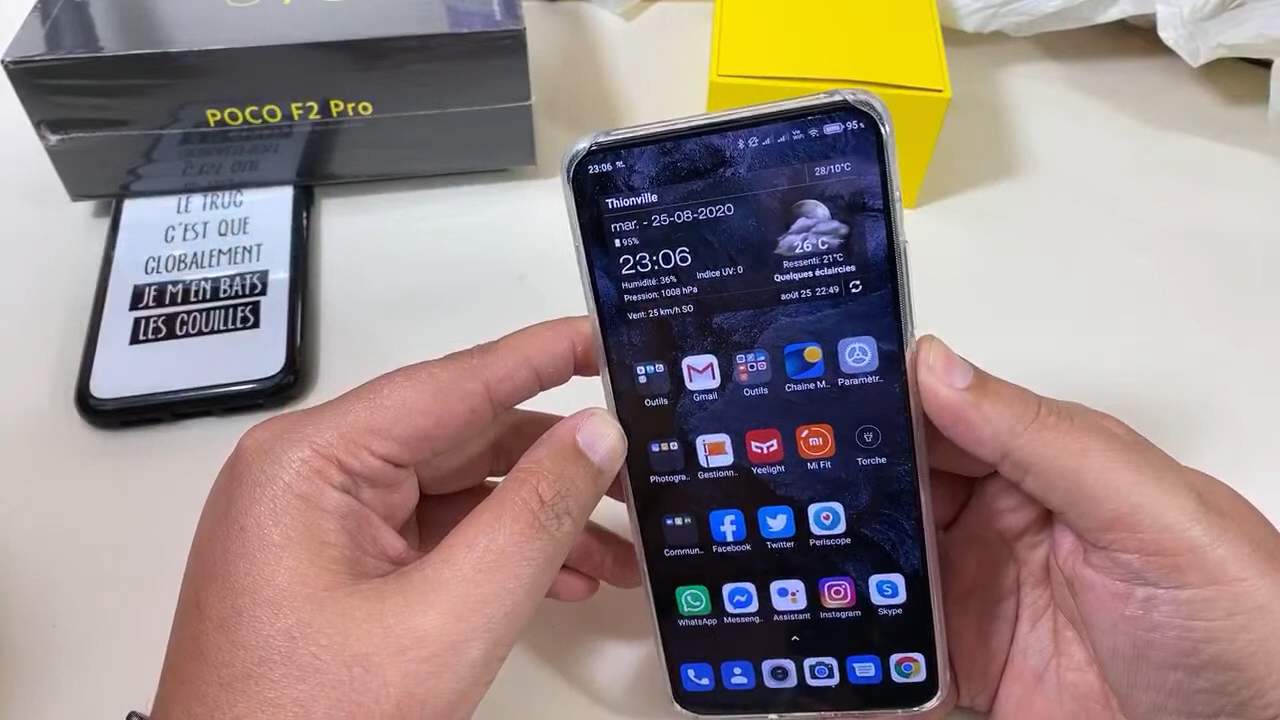 POCO F2 Pro
LE TRUC
C'EST QUE
GLOBALEMENT
JE M'EN BATS
LES COUILLES
23:06
95%
Thionville
28/10°C
mar. - 25-08-2020
95%
23:06
26°C
Humidité: 36%
Indice UV: 0
Ressenti: 21°C
Pression: 1008 hPa
Quelques éclaircies
Vent: 25 km/h SO
août 25 22:49
Outils
Gmail
Outils
Chaine M..
Paramètr..
Photogra..
Gestionn..
Yeelight
Mi Fit
Torche
Commun..
Facebook
Twitter
Periscope
WhatsApp
Messeng..
Assistant
Instagram
Skype